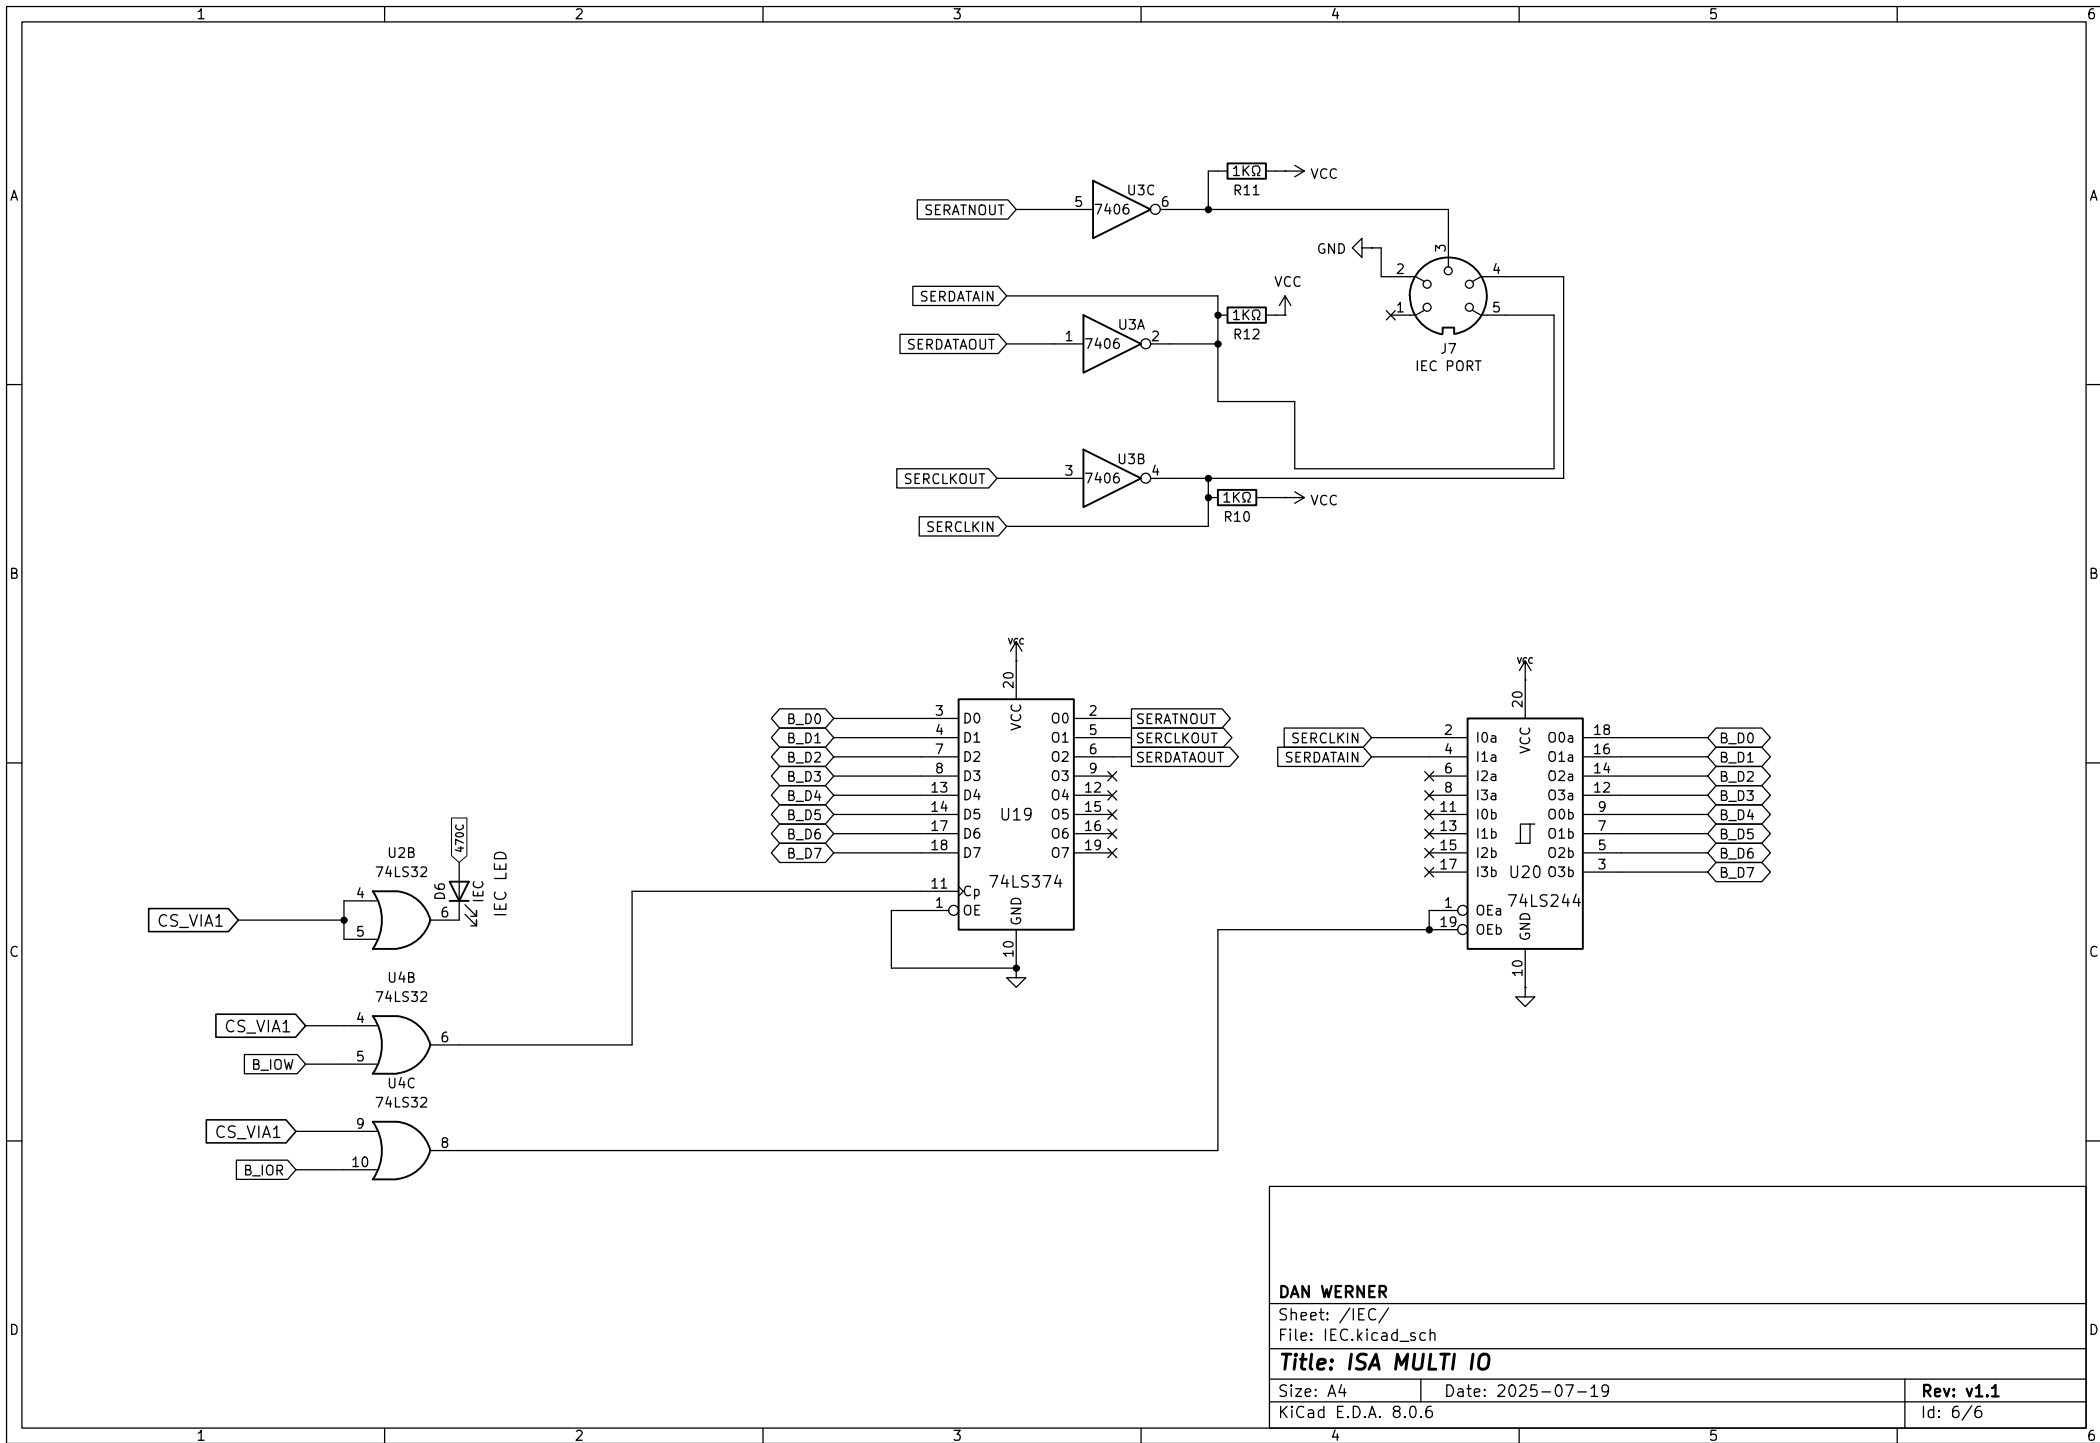 1 2 3 4 5 6
A A
B B
C C
D D
1KΩ VCC
R11
U3C
SERATNOUT 5 7406 6
GND
3
2 4
1 5
J7
IEC PORT
VCC
SERDATAIN
1KΩ
R12
U3A
SERDATAOUT 1 7406 2
U3B
SERCLKOUT 3 7406 4
1KΩ VCC
R10
SERCLKIN
VCC
20
VCC
B_D0 3 D0 O0 2 SERATNOUT
B_D1 4 D1 O1 5 SERCLKOUT
B_D2 7 D2 O2 6 SERDATAOUT
B_D3 8 D3 O3 9
B_D4 13 D4 O4 12
B_D5 14 D5 O5 15
B_D6 17 D6 O6 16
B_D7 18 D7 O7 19
U19
74LS374
11 Cp
1 OE
GND
10
VCC
20
VCC
SERCLKIN 2 I0a O0a 18 B_D0
SERDATAIN 4 I1a O1a 16 B_D1
6 I2a O2a 14 B_D2
8 I3a O3a 12 B_D3
11 I0b O0b 9 B_D4
13 I1b O1b 7 B_D5
15 I2b O2b 5 B_D6
17 I3b O3b 3 B_D7
U20
74LS244
1 OEa
19 OEb
GND
10
470C
D6
IEC
IEC LED
U2B
74LS32
CS_VIA1 4 5 6
U4B
74LS32
CS_VIA1 4 6
B_IOW 5
U4C
74LS32
CS_VIA1 9 8
B_IOR 10
DAN WERNER
Sheet: /IEC/
File: IEC.kicad_sch
Title: ISA MULTI IO
Size: A4 Date: 2025-07-19 Rev: v1.1
KiCad E.D.A. 8.0.6 Id: 6/6
1 2 3 4 5 6